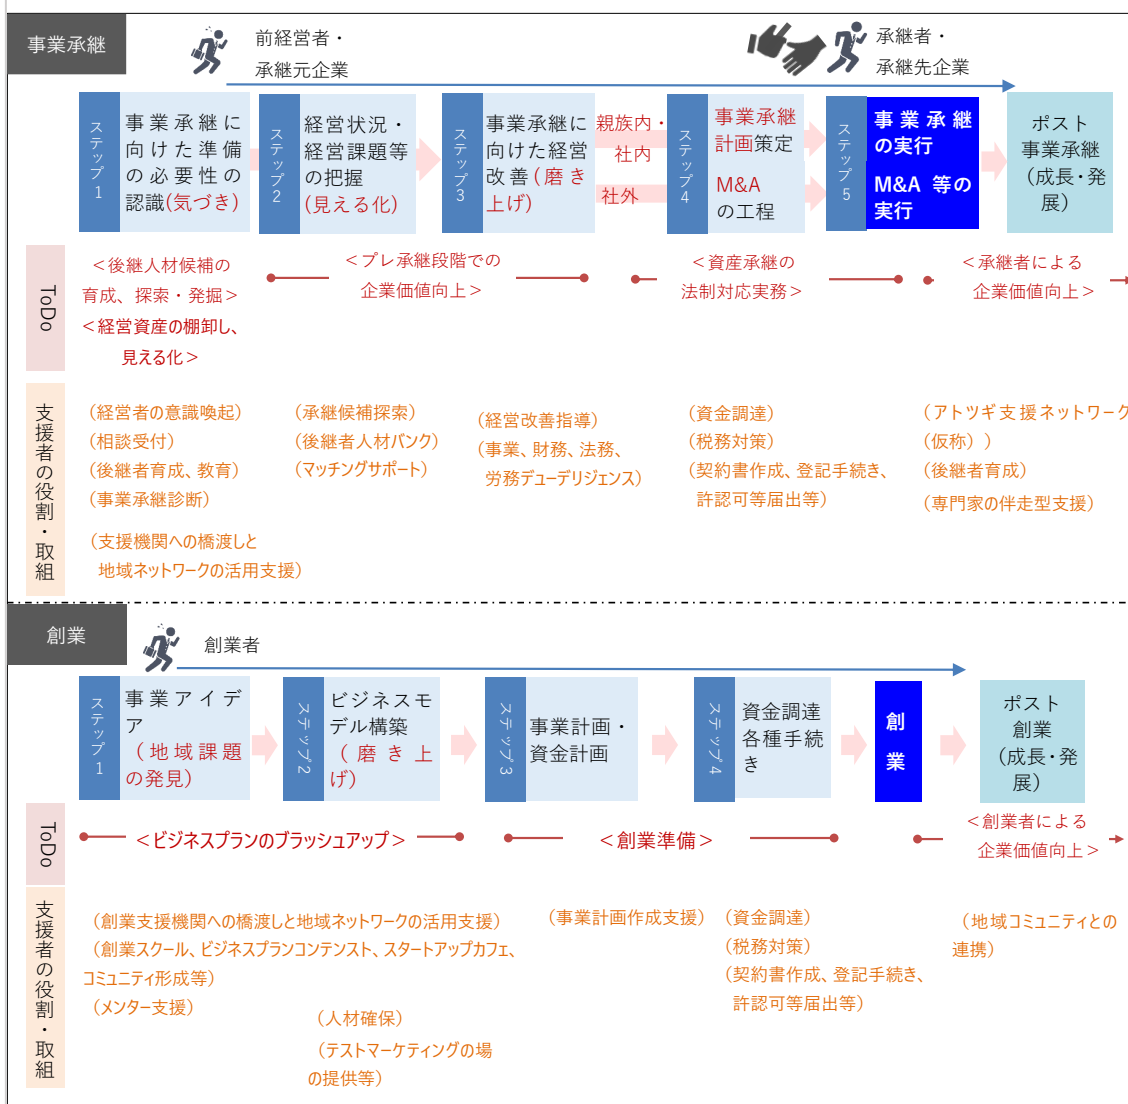 事業承継
前経営者・
承継元企業
承継者・
承継先企業
ステップ1
事業承継に
向けた準備
の必要性の
認識(気づき)
ステップ2
経営状況・
経営課題等
の把握
(見える化)
ステップ3
事業承継に
向けた経営
改善(磨き
上げ)
親族内・
社内
社外
ステップ4
事業承継
計画策定
M&A
の工程
ステップ5
事業承継
の実行
M&A 等の
実行
ポスト
事業承継
(成長・発
展)
ToDo
<後継人材候補の
育成、探索・発掘>
<経営資産の棚卸し、
見える化>
<プレ承継段階での
企業価値向上>
<資産承継の
法制対応実務>
<承継者による
企業価値向上>
支援者の役割・取組
(経営者の意識喚起)
(相談受付)
(後継者育成、教育)
(事業承継診断)
(支援機関への橋渡しと
地域ネットワークの活用支援)
(承継候補探索)
(後継者人材バンク)
(マッチングサポート)
(経営改善指導)
(事業、財務、法務、
労務デューデリジェンス)
(資金調達)
(税務対策)
(契約書作成、登記手続き、
許認可等届出等)
(アトツギ支援ネットワーク
(仮称))
(後継者育成)
(専門家の伴走型支援)
創業
創業者
ステップ1
事業アイデ
ア
(地域課題
の発見)
ステップ2
ビジネスモ
デル構築
(磨き上
げ)
ステップ3
事業計画・
資金計画
ステップ4
資金調達
各種手続
き
創業
ポスト
創業
(成長・発
展)
ToDo
<ビジネスプランのブラッシュアップ>
<創業準備>
<創業者による
企業価値向上>
支援者の役割・取組
(創業支援機関への橋渡しと地域ネットワークの活用支援)
(創業スクール、ビジネスプランコンテンスト、スタートアップカフェ、
コミュニティ形成等)
(メンター支援)
(人材確保)
(テストマーケティングの場
の提供等)
(事業計画作成支援)
(資金調達)
(税務対策)
(契約書作成、登記手続き、
許認可等届出等)
(地域コミュニティとの
連携)